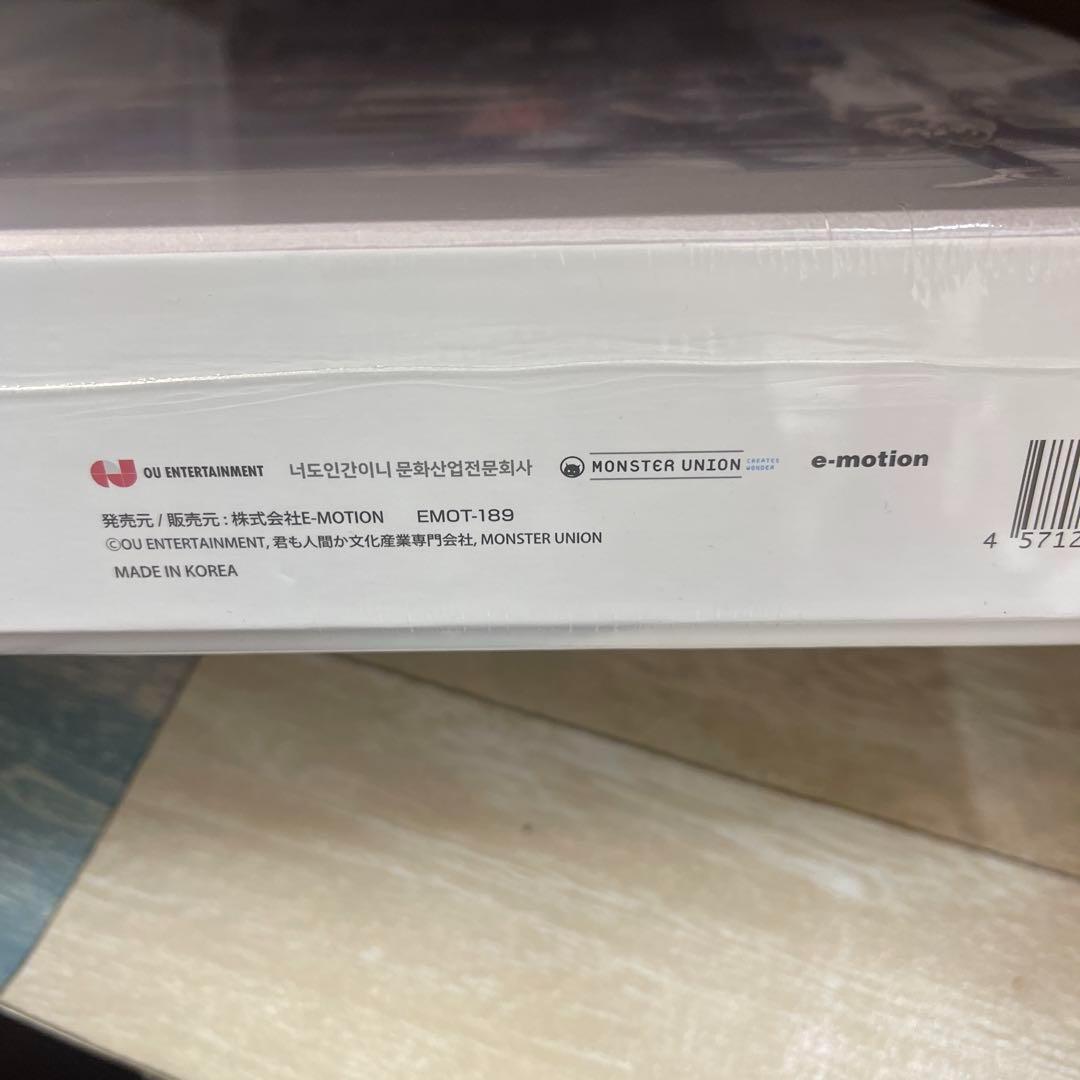 OU ENTERTAINMENT 너도인간이니 문화산업전문회사 MONSTER UNION CREATES WONDER e-motion
発売元 / 販売元 : 株式会社E-MOTION EMOT-189
©OU ENTERTAINMENT, 君も人間か文化産業専門会社, MONSTER UNION
MADE IN KOREA
4 5712